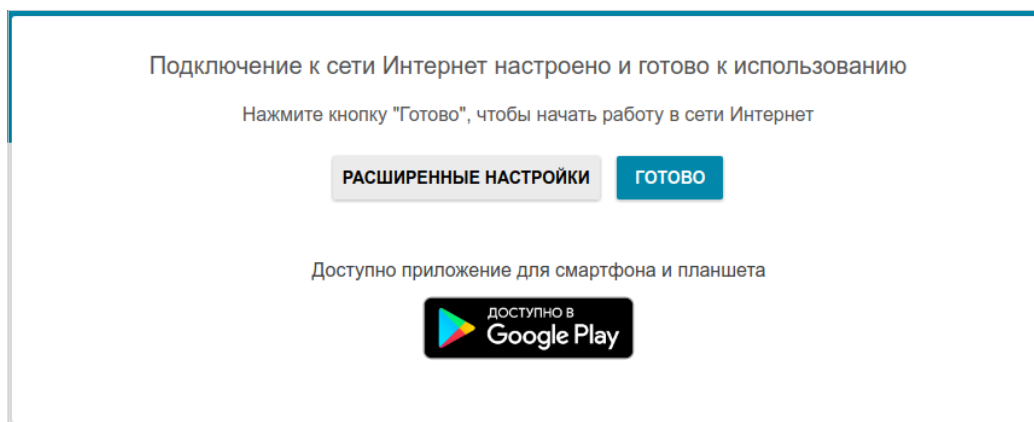 Подключение к сети Интернет настроено и готово к использованию
Нажмите кнопку "Готово", чтобы начать работу в сети Интернет
РАСШИРЕННЫЕ НАСТРОЙКИ ГОТОВО
Доступно приложение для смартфона и планшета
ДОСТУПНО В
Google Play